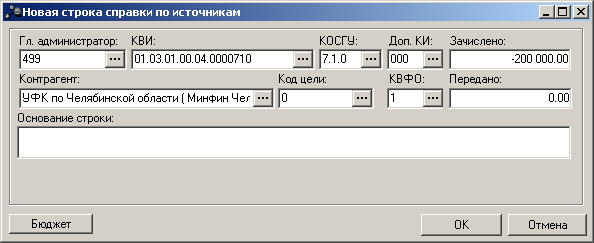 Новая строка справки по источникам
Гл. администратор: КВИ: КОСГУ: Доп. КИ: Зачислено:
499 ... 01.03.01.00.04.0000710 ... 7.1.0 ... 000 ... -200 000.00
Контрагент: Код цели: КВФО: Передано:
УФК по Челябинской области ( Минфин Чел ... 0 ... 1 ... 0.00
Основание строки:
Бюджет OK Отмена